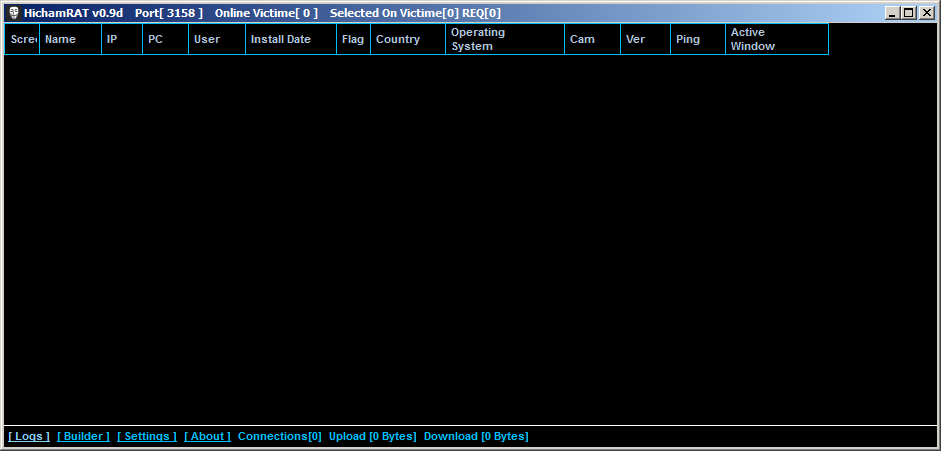 HichamRAT v0.9d Port[ 3158 ] Online Victime[ 0 ] Selected On Victime[0] REQ[0]
Scree Name IP PC User Install Date Flag Country Operating System Cam Ver Ping Active Window
[ Logs ] [ Builder ] [ Settings ] [ About ] Connections[0] Upload [0 Bytes] Download [0 Bytes]